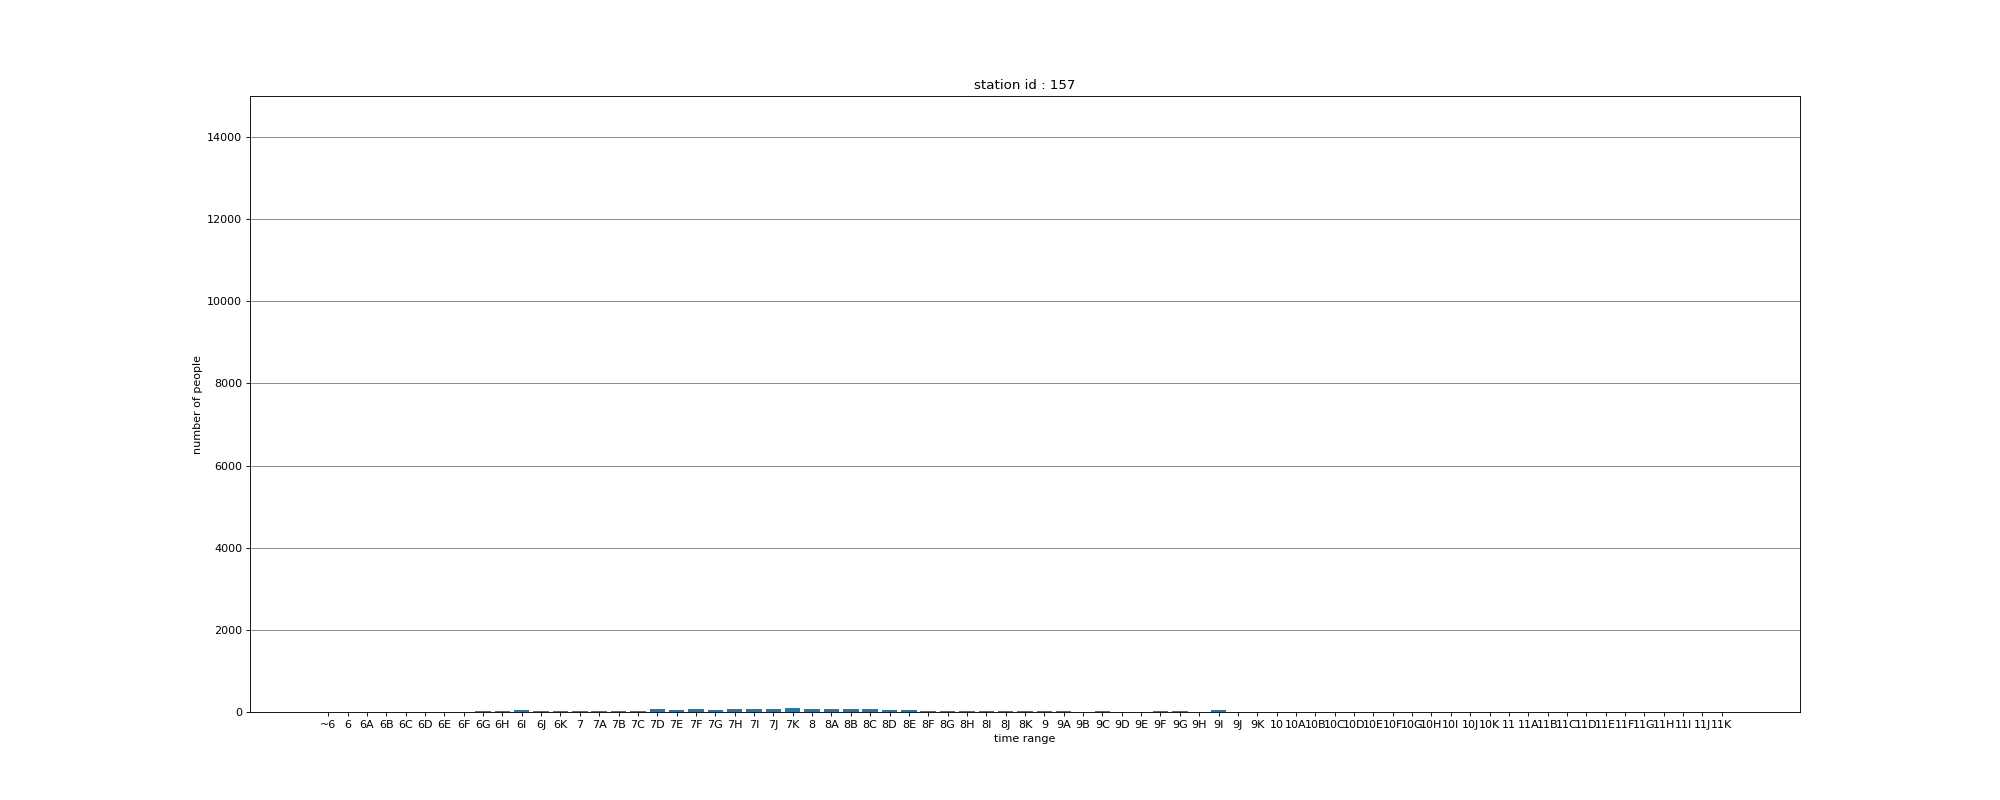 station id : 157
14000
12000
10000
8000
6000
4000
2000
0
number of people
~6 6 6A 6B 6C 6D 6E 6F 6G 6H 6I 6J 6K 7 7A 7B 7C 7D 7E 7F 7G 7H 7I 7J 7K 8 8A 8B 8C 8D 8E 8F 8G 8H 8I 8J 8K 9 9A 9B 9C 9D 9E 9F 9G 9H 9I 9J 9K 10 10A 10B 10C 10D 10E 10F 10G 10H 10I 10J 10K 11 11A 11B 11C 11D 11E 11F 11G 11H 11I 11J 11K
time range